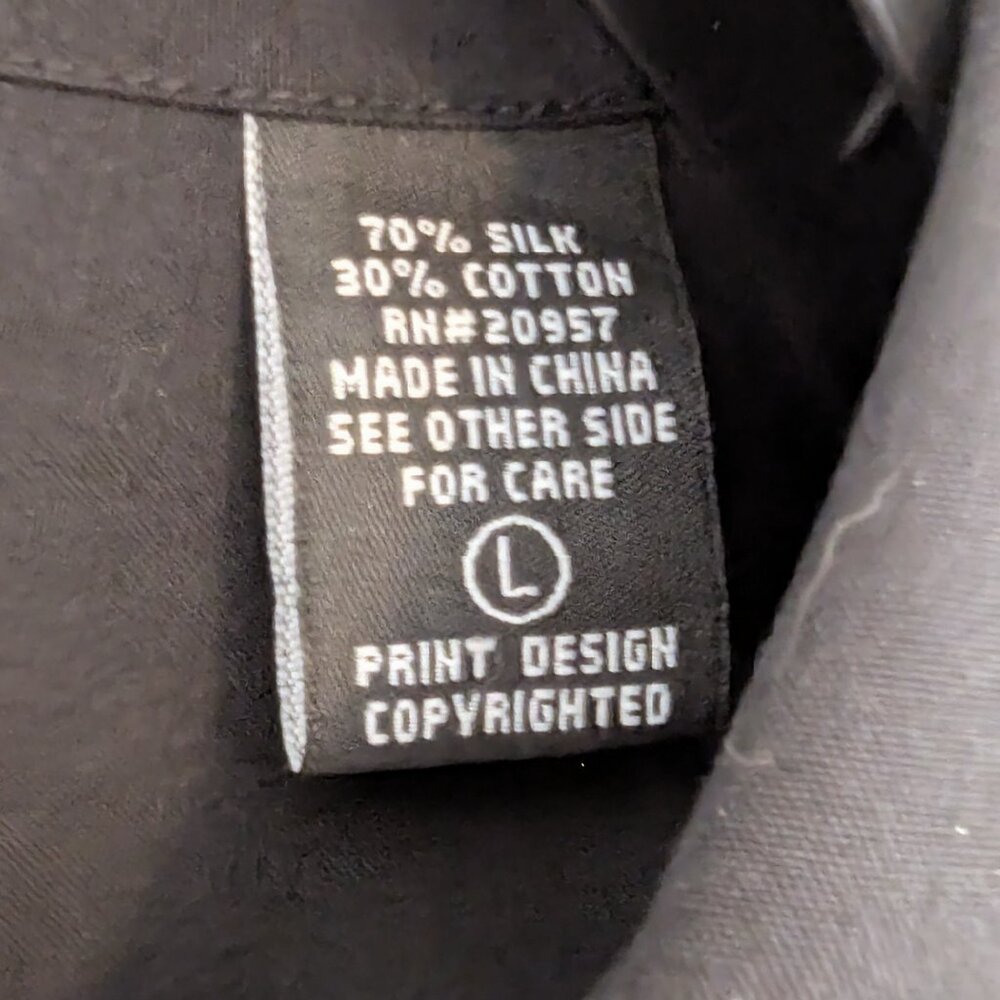 70% SILK
30% COTTON
RN#20957
MADE IN CHINA
SEE OTHER SIDE
FOR CARE
L
PRINT DESIGN
COPYRIGHTED